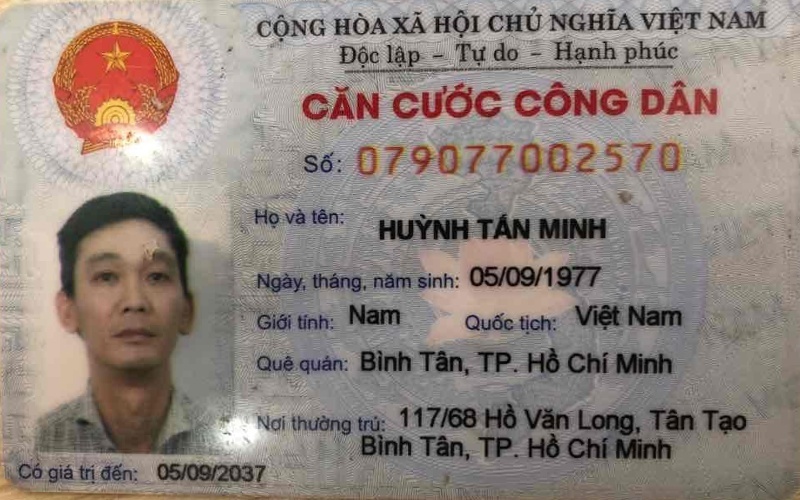 CỘNG HÒA XÃ HỘI CHỦ NGHĨA VIỆT NAM
Độc lập – Tự do – Hạnh phúc
CĂN CƯỚC CÔNG DÂN
Số: 079077002570
Họ và tên: HUỲNH TẤN MINH
Ngày, tháng, năm sinh: 05/09/1977
Giới tính: Nam Quốc tịch: Việt Nam
Quê quán: Bình Tân, TP. Hồ Chí Minh
Nơi thường trú: 117/68 Hồ Văn Long, Tân Tạo
Bình Tân, TP. Hồ Chí Minh
Có giá trị đến: 05/09/2037